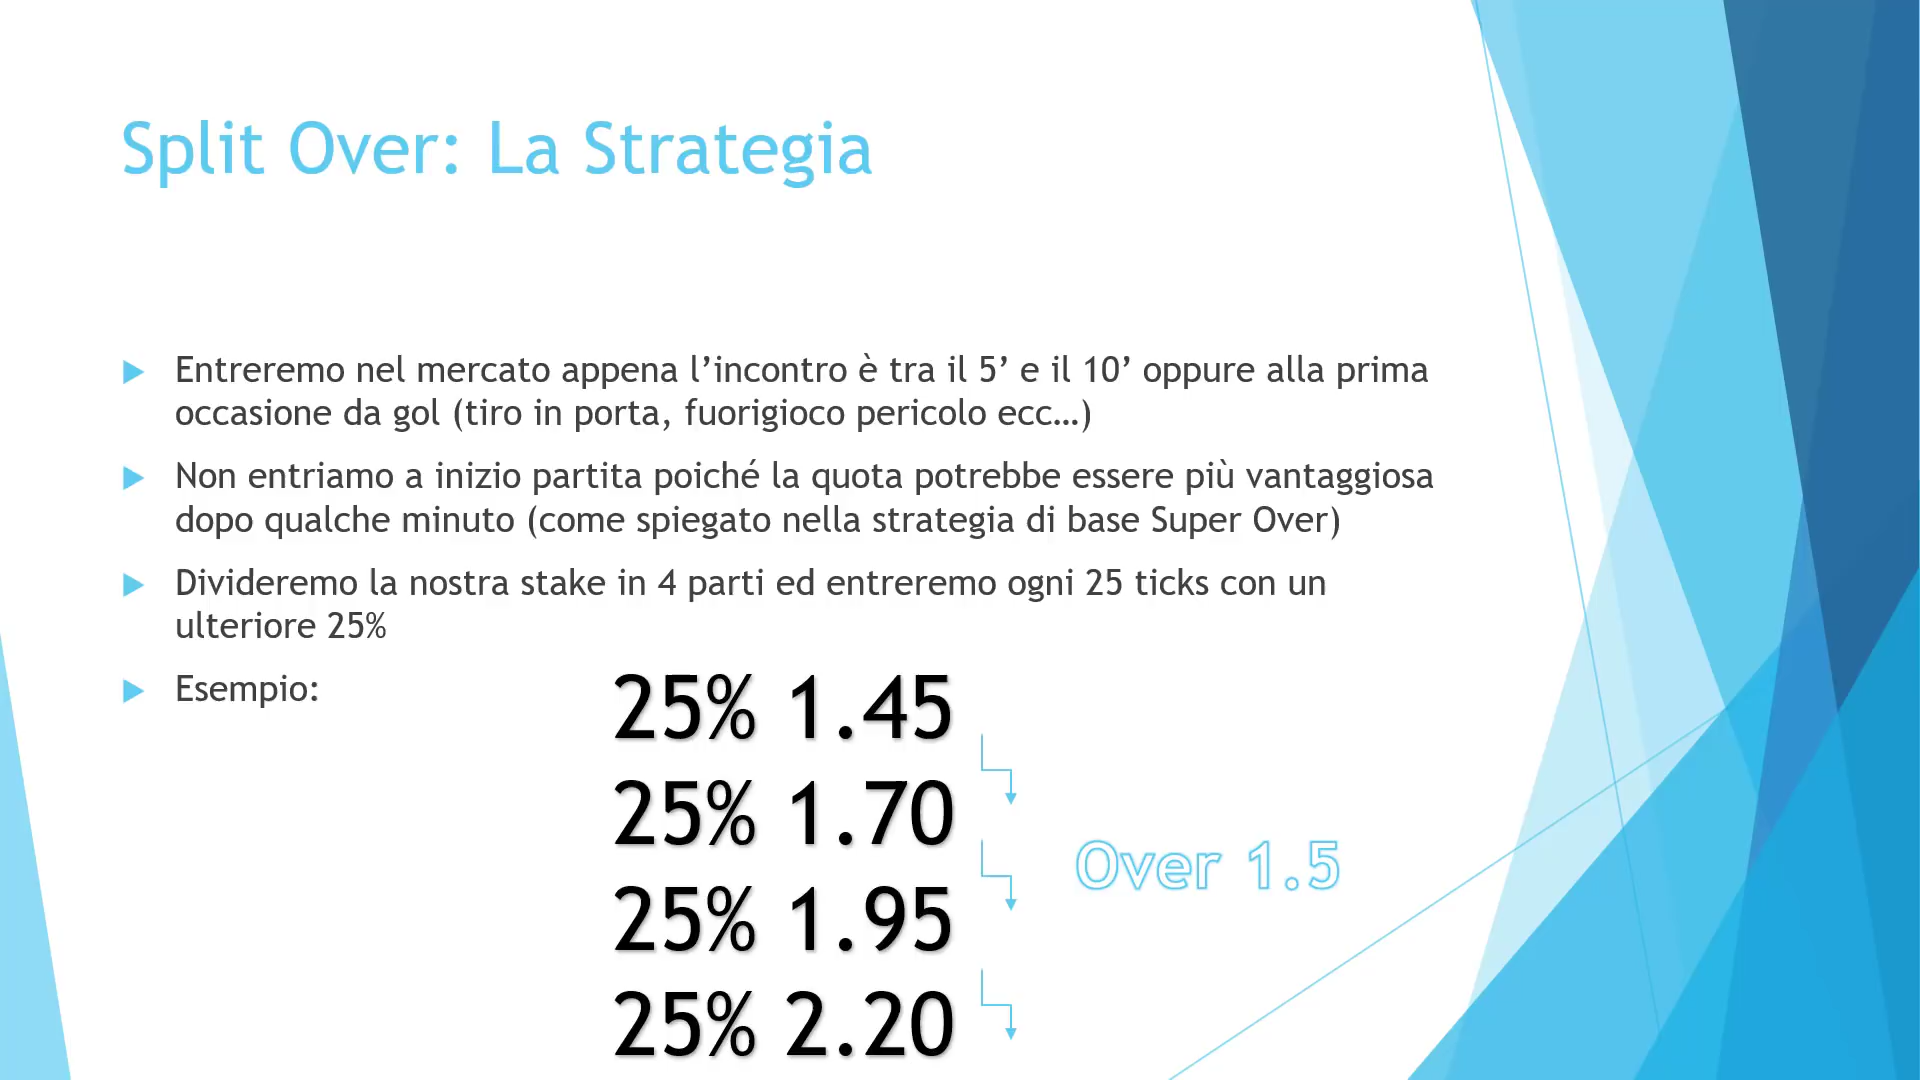 Split Over: La Strategia
Entreremo nel mercato appena l’incontro è tra il 5’ e il 10’ oppure alla prima
occasione da gol (tiro in porta, fuorigioco pericolo ecc…)
Non entriamo a inizio partita poiché la quota potrebbe essere più vantaggiosa
dopo qualche minuto (come spiegato nella strategia di base Super Over)
Divideremo la nostra stake in 4 parti ed entreremo ogni 25 ticks con un
ulteriore 25%
Esempio:
25% 1.45
25% 1.70
25% 1.95
25% 2.20
Over 1.5